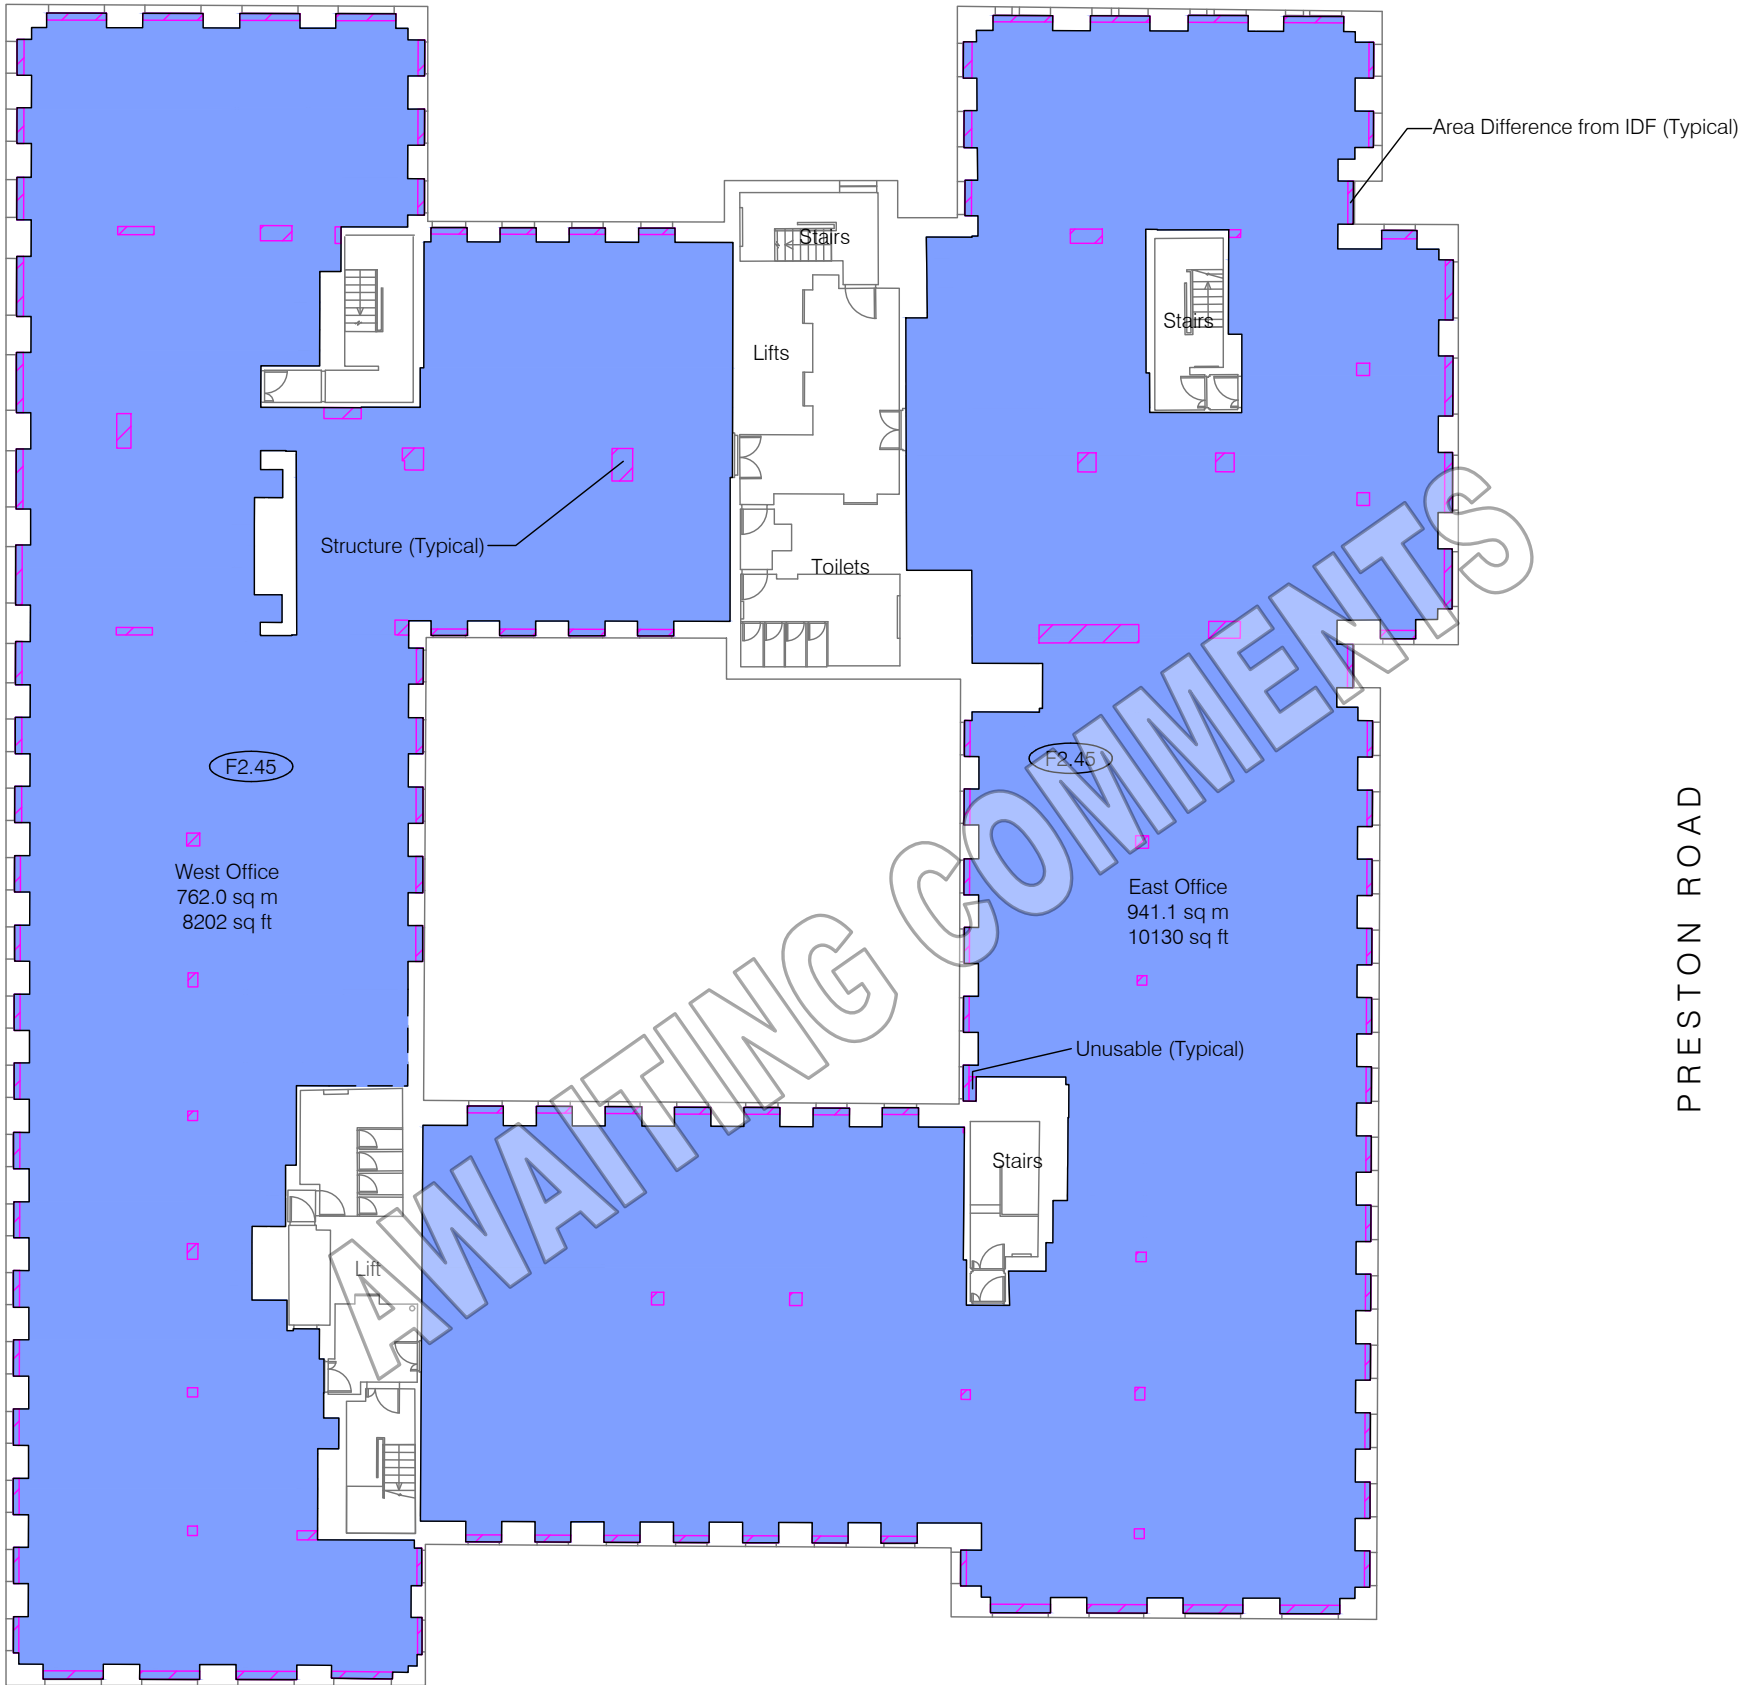 Area Difference from IDF (Typical)
Stairs
Stairs
Lifts
Structure (Typical)
Toilets
F2.45
F2.45
West Office
762.0 sq m
8202 sq ft
East Office
941.1 sq m
10130 sq ft
PRESTON ROAD
Unusable (Typical)
Stairs
Lift
AWAITING COMMENTS